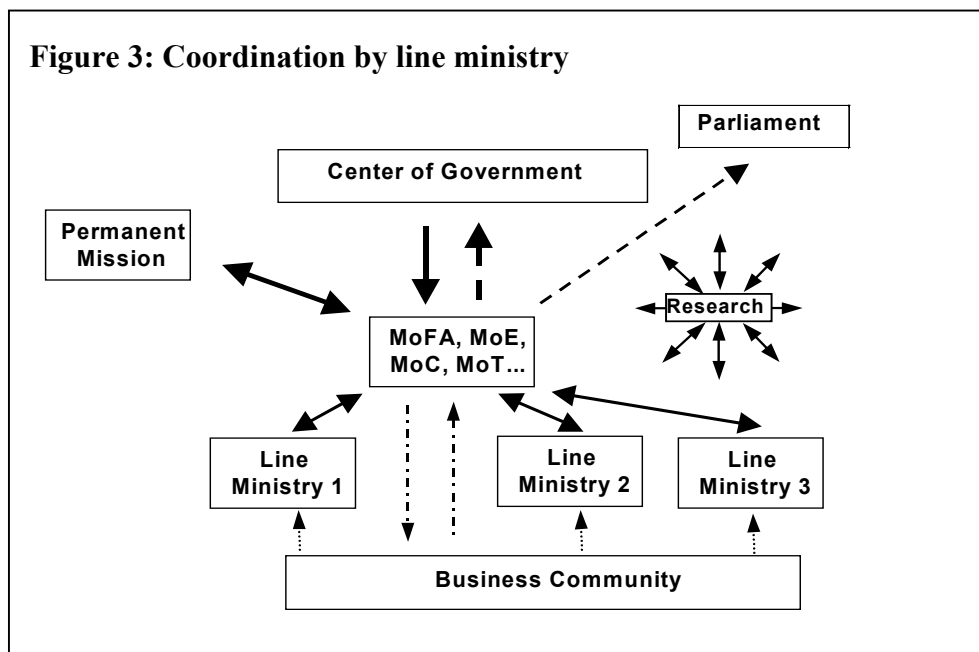 Figure 3: Coordination by line ministry
Parliament
Center of Government
Permanent
Mission
Research
MoFA, MoE,
MoC, MoT...
Line
Ministry 1
Line
Ministry 2
Line
Ministry 3
Business Community